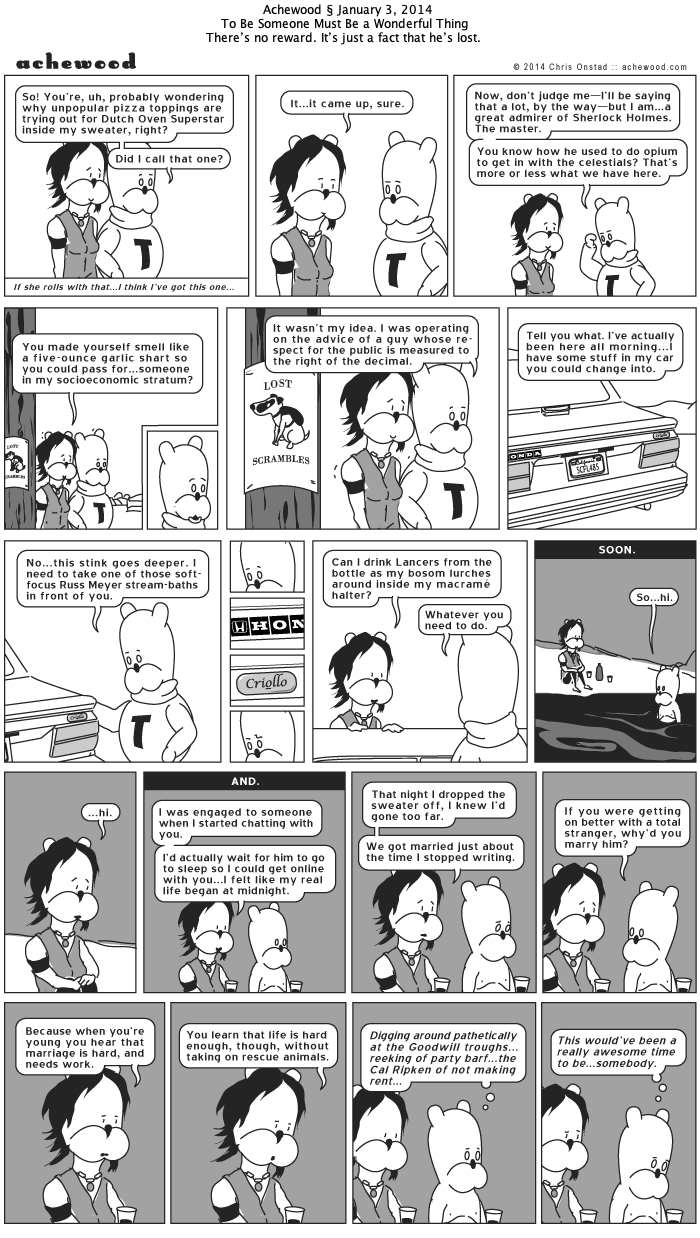 Achewood § January 3, 2014
To Be Someone Must Be a Wonderful Thing
There's no reward. It's just a fact that he's lost.
achewood
© 2014 Chris Onstad :: achewood.com
So! You're, uh, probably wondering
why unpopular pizza toppings are
trying out for Dutch Oven Superstar
inside my sweater, right?
Did I call that one?
T
If she rolls with that...I think I've got this one...
It...it came up, sure.
T
Now, don't judge me—I'll be saying
that a lot, by the way—but I am...a
great admirer of Sherlock Holmes.
The master.
You know how he used to do opium
to get in with the celestials? That's
more or less what we have here.
T
You made yourself smell like
a five-ounce garlic shart so
you could pass for...someone
in my socioeconomic stratum?
LOST
T
It wasn't my idea. I was operating
on the advice of a guy whose re-
spect for the public is measured to
the right of the decimal.
LOST
SCRAMBLES
T
Tell you what. I've actually
been here all morning...I
have some stuff in my car
you could change into.
Criollo
ONDA
SCFL485
No...this stink goes deeper. I
need to take one of those soft-
focus Russ Meyer stream-baths
in front of you.
Criollo
T
HON
Criollo
Can I drink Lancers from the
bottle as my bosom lurches
around inside my macramé
halter?
Whatever you
need to do.
SOON.
So...hi.
...hi.
AND.
I was engaged to someone
when I started chatting with
you.
I'd actually wait for him to go
to sleep so I could get online
with you...I felt like my real
life began at midnight.
That night I dropped the
sweater off, I knew I'd
gone too far.
We got married just about
the time I stopped writing.
If you were getting
on better with a total
stranger, why'd you
marry him?
Because when you're
young you hear that
marriage is hard, and
needs work.
You learn that life is hard
enough, though, without
taking on rescue animals.
Digging around pathetically
at the Goodwill troughs...
reeking of party barf...the
Cal Ripken of not making
rent...
This would've been a
really awesome time
to be...somebody.